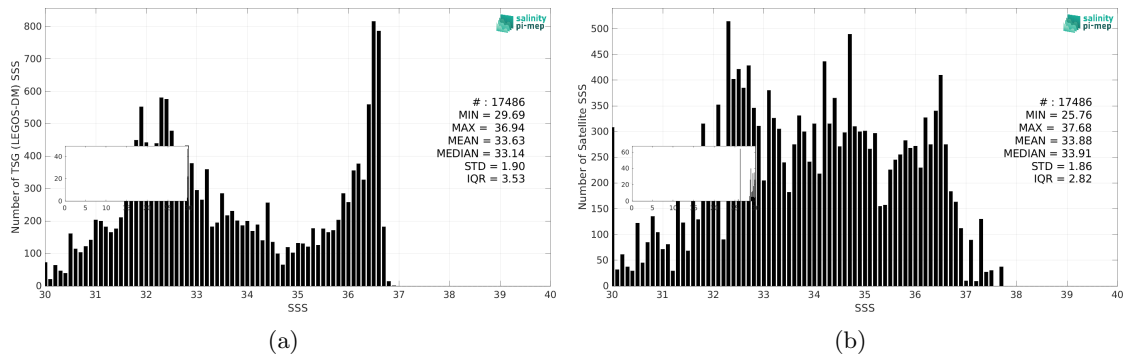 salinity
pi-mep
800
700
600
500
400
300
200
100
0
Number of TSG (LEGOS-DM) SSS
# : 17486
MIN = 29.69
MAX = 36.94
MEAN = 33.63
MEDIAN = 33.14
STD = 1.90
IQR = 3.53
40
20
0
0 5 10
30 31 32 33 34 35 36 37 38 39 40
SSS
(a)
salinity
pi-mep
500
450
400
350
300
250
200
150
100
50
0
Number of Satellite SSS
# : 17486
MIN = 25.76
MAX = 37.68
MEAN = 33.88
MEDIAN = 33.91
STD = 1.86
IQR = 2.82
60
40
20
0
0 5 10 15
30 31 32 33 34 35 36 37 38 39 40
SSS
(b)